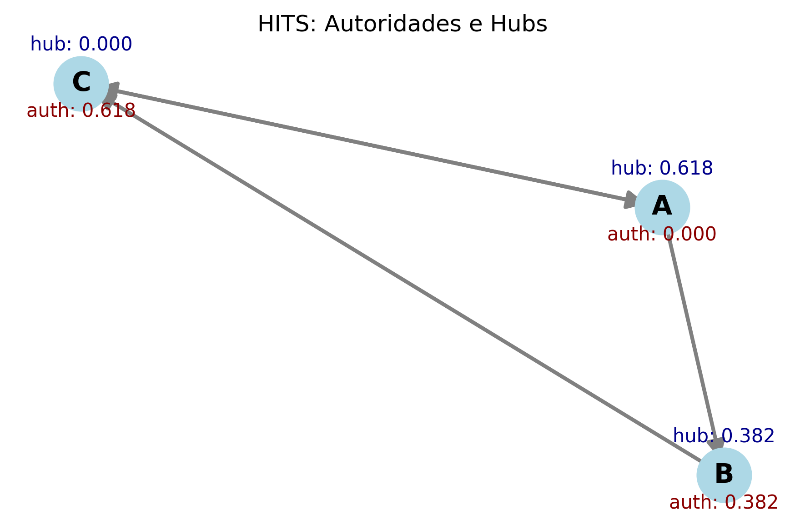 HITS: Autoridades e Hubs
hub: 0.000
C
auth: 0.618
hub: 0.618
A
auth: 0.000
hub: 0.382
B
auth: 0.382